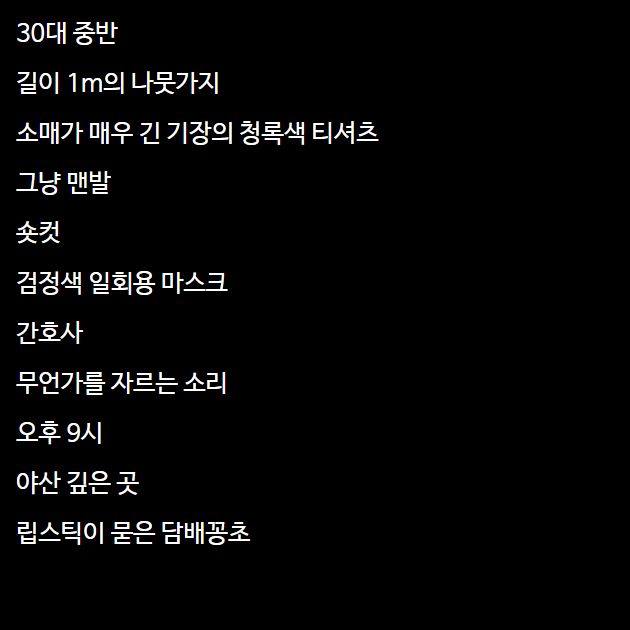 30대 중반
길이 1m의 나뭇가지
소매가 매우 긴 기장의 청록색 티셔츠
그냥 맨발
숏컷
검정색 일회용 마스크
간호사
무언가를 자르는 소리
오후 9시
야산 깊은 곳
립스틱이 묻은 담배꽁초